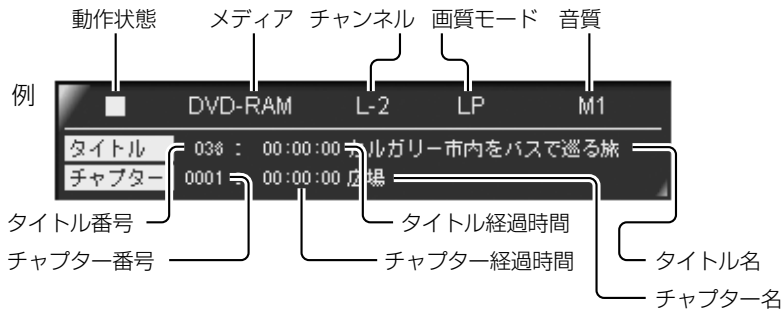 動作状態 メディア チャンネル 画質モード 音質
例
DVD-RAM L-2 LP M1
タイトル 036 : 00:00:00 カルガリー市内をバスで巡る旅
チャプター 0001 : 00:00:00 広場
タイトル番号 タイトル経過時間
チャプター番号 チャプター経過時間 タイトル名
チャプター名